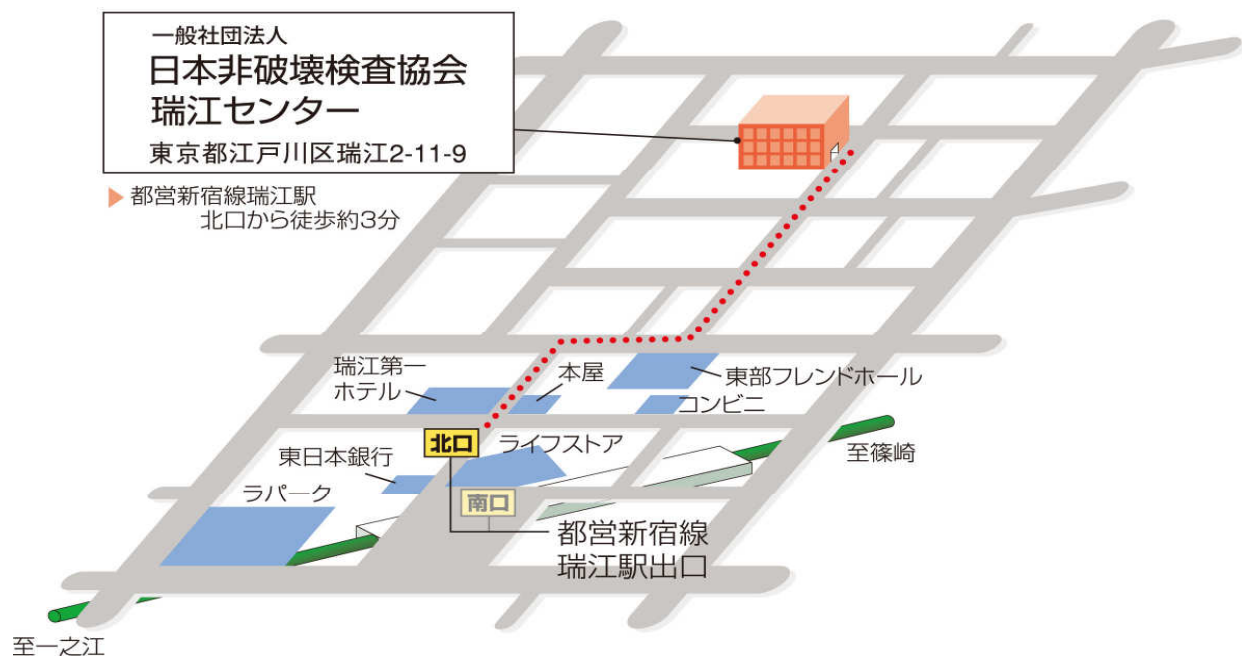 一般社団法人
日本非破壊検査協会
瑞江センター
東京都江戸川区瑞江2-11-9
都営新宿線瑞江駅
北口から徒歩約3分
瑞江第一
ホテル
本屋
東部フレンドホール
コンビニ
北口
ライフストア
東日本銀行
至篠崎
ラパーク
南口
都営新宿線
瑞江駅出口
至一之江